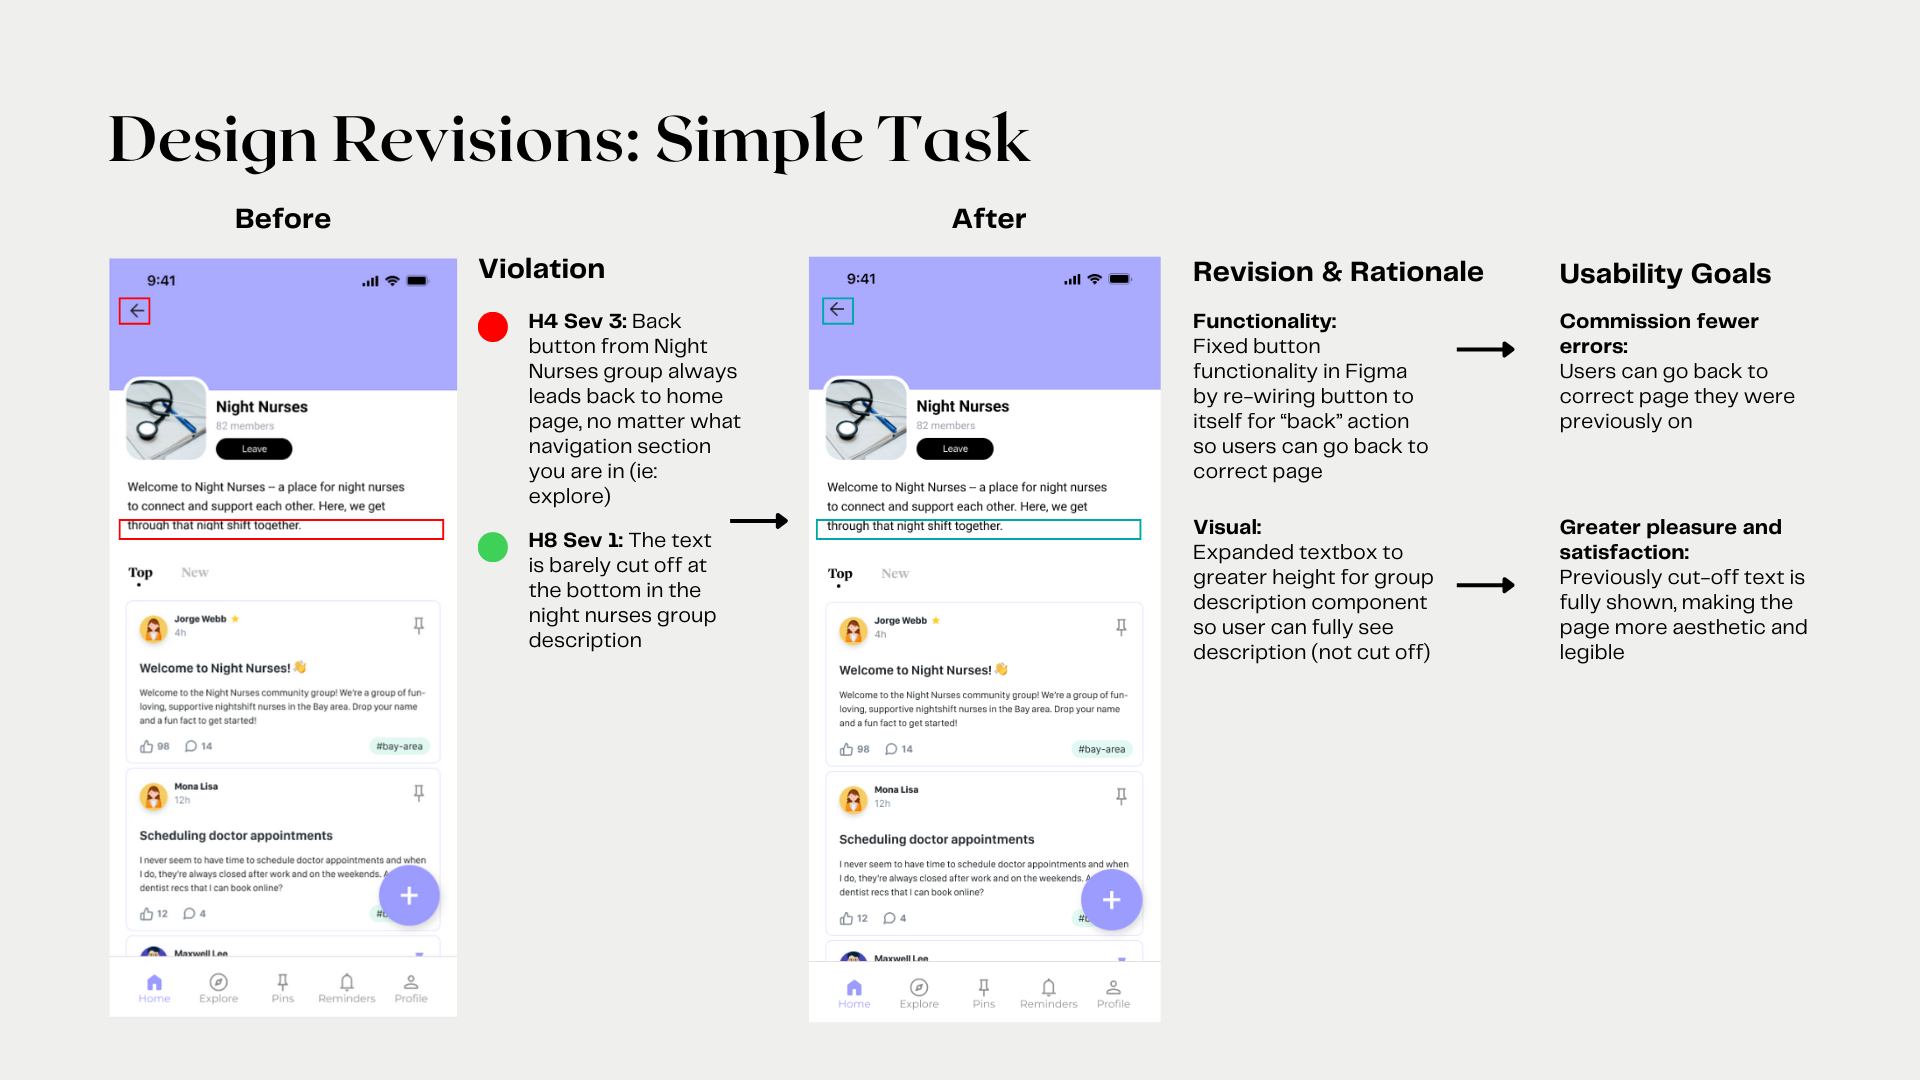 Design Revisions: Simple Task
Before
9:41
Night Nurses
82 members
Leave
Welcome to Night Nurses – a place for night nurses
to connect and support each other. Here, we get
through that night shift together.
Top
New
Jorge Webb
4h
Welcome to Night Nurses! 👋
Welcome to the Night Nurses community group! We're a group of fun-
loving, supportive nightshift nurses in the Bay area. Drop your name
and a fun fact to get started!
98
14
#bay-area
Mona Lisa
12h
Scheduling doctor appointments
I never seem to have time to schedule doctor appointments and when
I do, they're always closed after work and on the weekends. A
dentist recs that I can book online?
12
4
Maxwell Lee
Home
Explore
Pins
Reminders
Profile
Violation
H4 Sev 3: Back
button from Night
Nurses group always
leads back to home
page, no matter what
navigation section
you are in (ie:
explore)
H8 Sev 1: The text
is barely cut off at
the bottom in the
night nurses group
description
After
9:41
Night Nurses
82 members
Leave
Welcome to Night Nurses – a place for night nurses
to connect and support each other. Here, we get
through that night shift together.
Top
New
Jorge Webb
4h
Welcome to Night Nurses! 👋
Welcome to the Night Nurses community group! We're a group of fun-
loving, supportive nightshift nurses in the Bay area. Drop your name
and a fun fact to get started!
98
14
#bay-area
Mona Lisa
12h
Scheduling doctor appointments
I never seem to have time to schedule doctor appointments and when
I do, they're always closed after work and on the weekends. A
dentist recs that I can book online?
12
4
Maxwell Lee
Home
Explore
Pins
Reminders
Profile
Revision & Rationale
Functionality:
Fixed button
functionality in Figma
by re-wiring button to
itself for “back” action
so users can go back to
correct page
Visual:
Expanded textbox to
greater height for group
description component
so user can fully see
description (not cut off)
Usability Goals
Commission fewer
errors:
Users can go back to
correct page they were
previously on
Greater pleasure and
satisfaction:
Previously cut-off text is
fully shown, making the
page more aesthetic and
legible